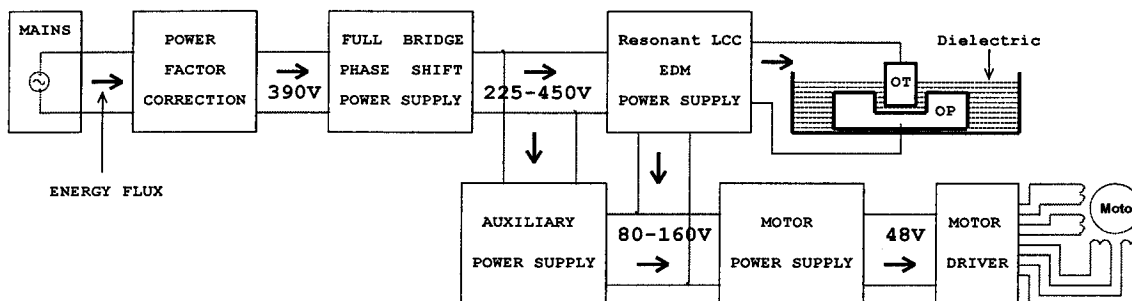 MAINS
POWER
FACTOR
CORRECTION
390V
FULL BRIDGE
PHASE SHIFT
POWER SUPPLY
225-450V
Resonant LCC
EDM
POWER SUPPLY
Dielectric
OT
OP
ENERGY FLUX
AUXILIARY
POWER SUPPLY
80-160V
MOTOR
POWER SUPPLY
48V
MOTOR
DRIVER
Moto